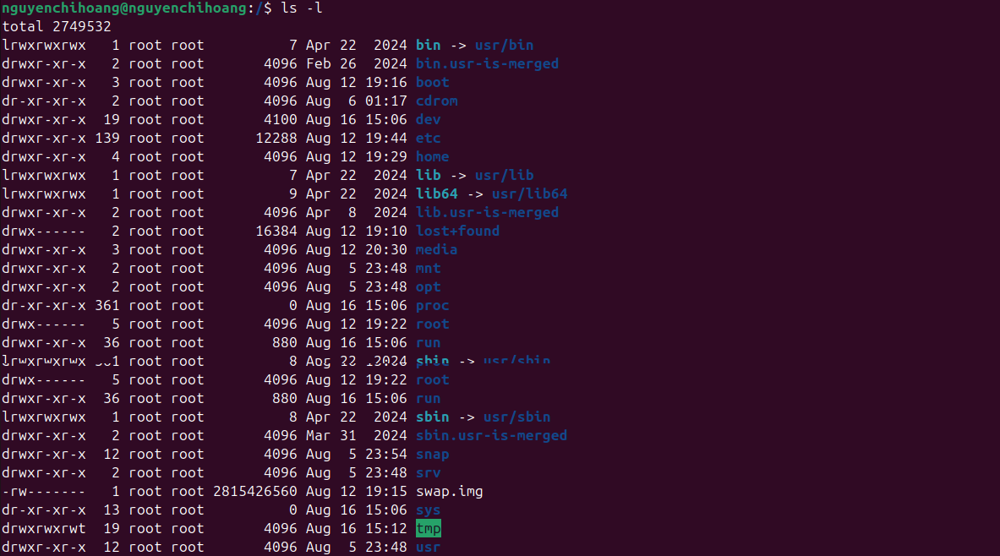 nguyenchihoang@nguyenchihoang:/$ ls -l
total 2749532
lrwxrwxrwx   1 root root          7 Apr 22  2024 bin -> usr/bin
drwxr-xr-x   2 root root       4096 Feb 26  2024 bin.usr-is-merged
drwxr-xr-x   3 root root       4096 Aug 12 19:16 boot
dr-xr-xr-x   2 root root       4096 Aug  6 01:17 cdrom
drwxr-xr-x  19 root root       4100 Aug 16 15:06 dev
drwxr-xr-x 139 root root      12288 Aug 12 19:44 etc
drwxr-xr-x   4 root root       4096 Aug 12 19:29 home
lrwxrwxrwx   1 root root          7 Apr 22  2024 lib -> usr/lib
lrwxrwxrwx   1 root root          9 Apr 22  2024 lib64 -> usr/lib64
drwxr-xr-x   2 root root       4096 Apr  8  2024 lib.usr-is-merged
drwx------   2 root root      16384 Aug 12 19:10 lost+found
drwxr-xr-x   3 root root       4096 Aug 12 20:30 media
drwxr-xr-x   2 root root       4096 Aug  5 23:48 mnt
drwxr-xr-x   2 root root       4096 Aug  5 23:48 opt
dr-xr-xr-x 361 root root          0 Aug 16 15:06 proc
drwx------   5 root root       4096 Aug 12 19:22 root
drwxr-xr-x  36 root root        880 Aug 16 15:06 run
lrwxrwxrwx root root          8 22 2024 sbin -> usr/sbin
drwx------   5 root root       4096 Aug 12 19:22 root
drwxr-xr-x  36 root root        880 Aug 16 15:06 run
lrwxrwxrwx   1 root root          8 Apr 22  2024 sbin -> usr/sbin
drwxr-xr-x   2 root root       4096 Mar 31  2024 sbin.usr-is-merged
drwxr-xr-x  12 root root       4096 Aug  5 23:54 snap
drwxr-xr-x   2 root root       4096 Aug  5 23:48 srv
-rw-------   1 root root 2815426560 Aug 12 19:15 swap.img
dr-xr-xr-x  13 root root          0 Aug 16 15:06 sys
drwxrwxrwt  19 root root       4096 Aug 16 15:12 tmp
drwxr-xr-x  12 root root       4096 Aug  5 23:48 usr